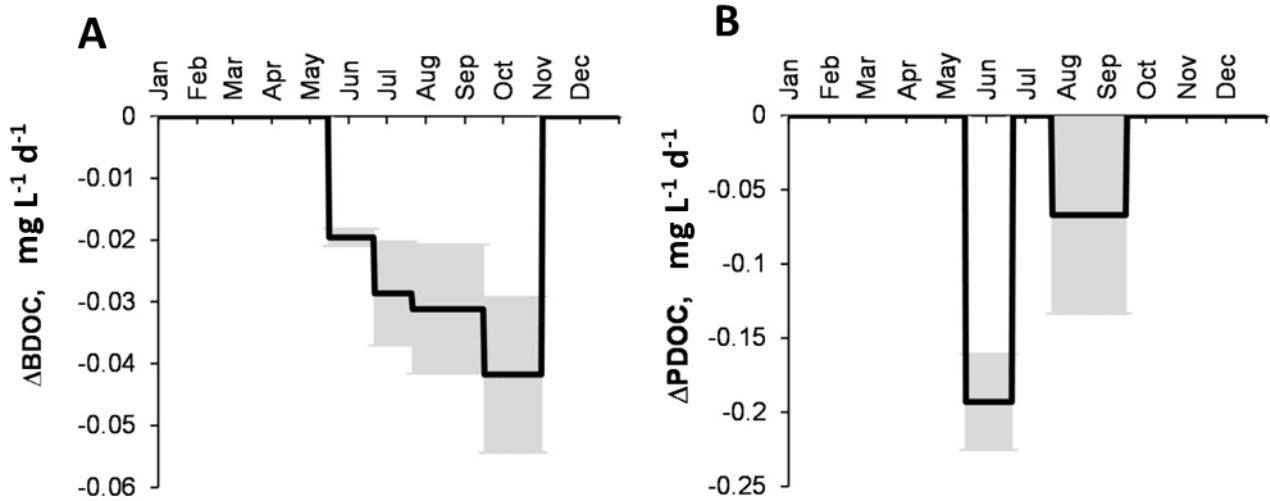 A
Jan Feb Mar Apr May Jun Jul Aug Sep Oct Nov Dec
0
-0.01
-0.02
-0.03
-0.04
-0.05
-0.06
ΔBDOC, mg L⁻¹ d⁻¹
B
Jan Feb Mar Apr May Jun Jul Aug Sep Oct Nov Dec
0
-0.05
-0.1
-0.15
-0.2
-0.25
ΔPDOC, mg L⁻¹ d⁻¹